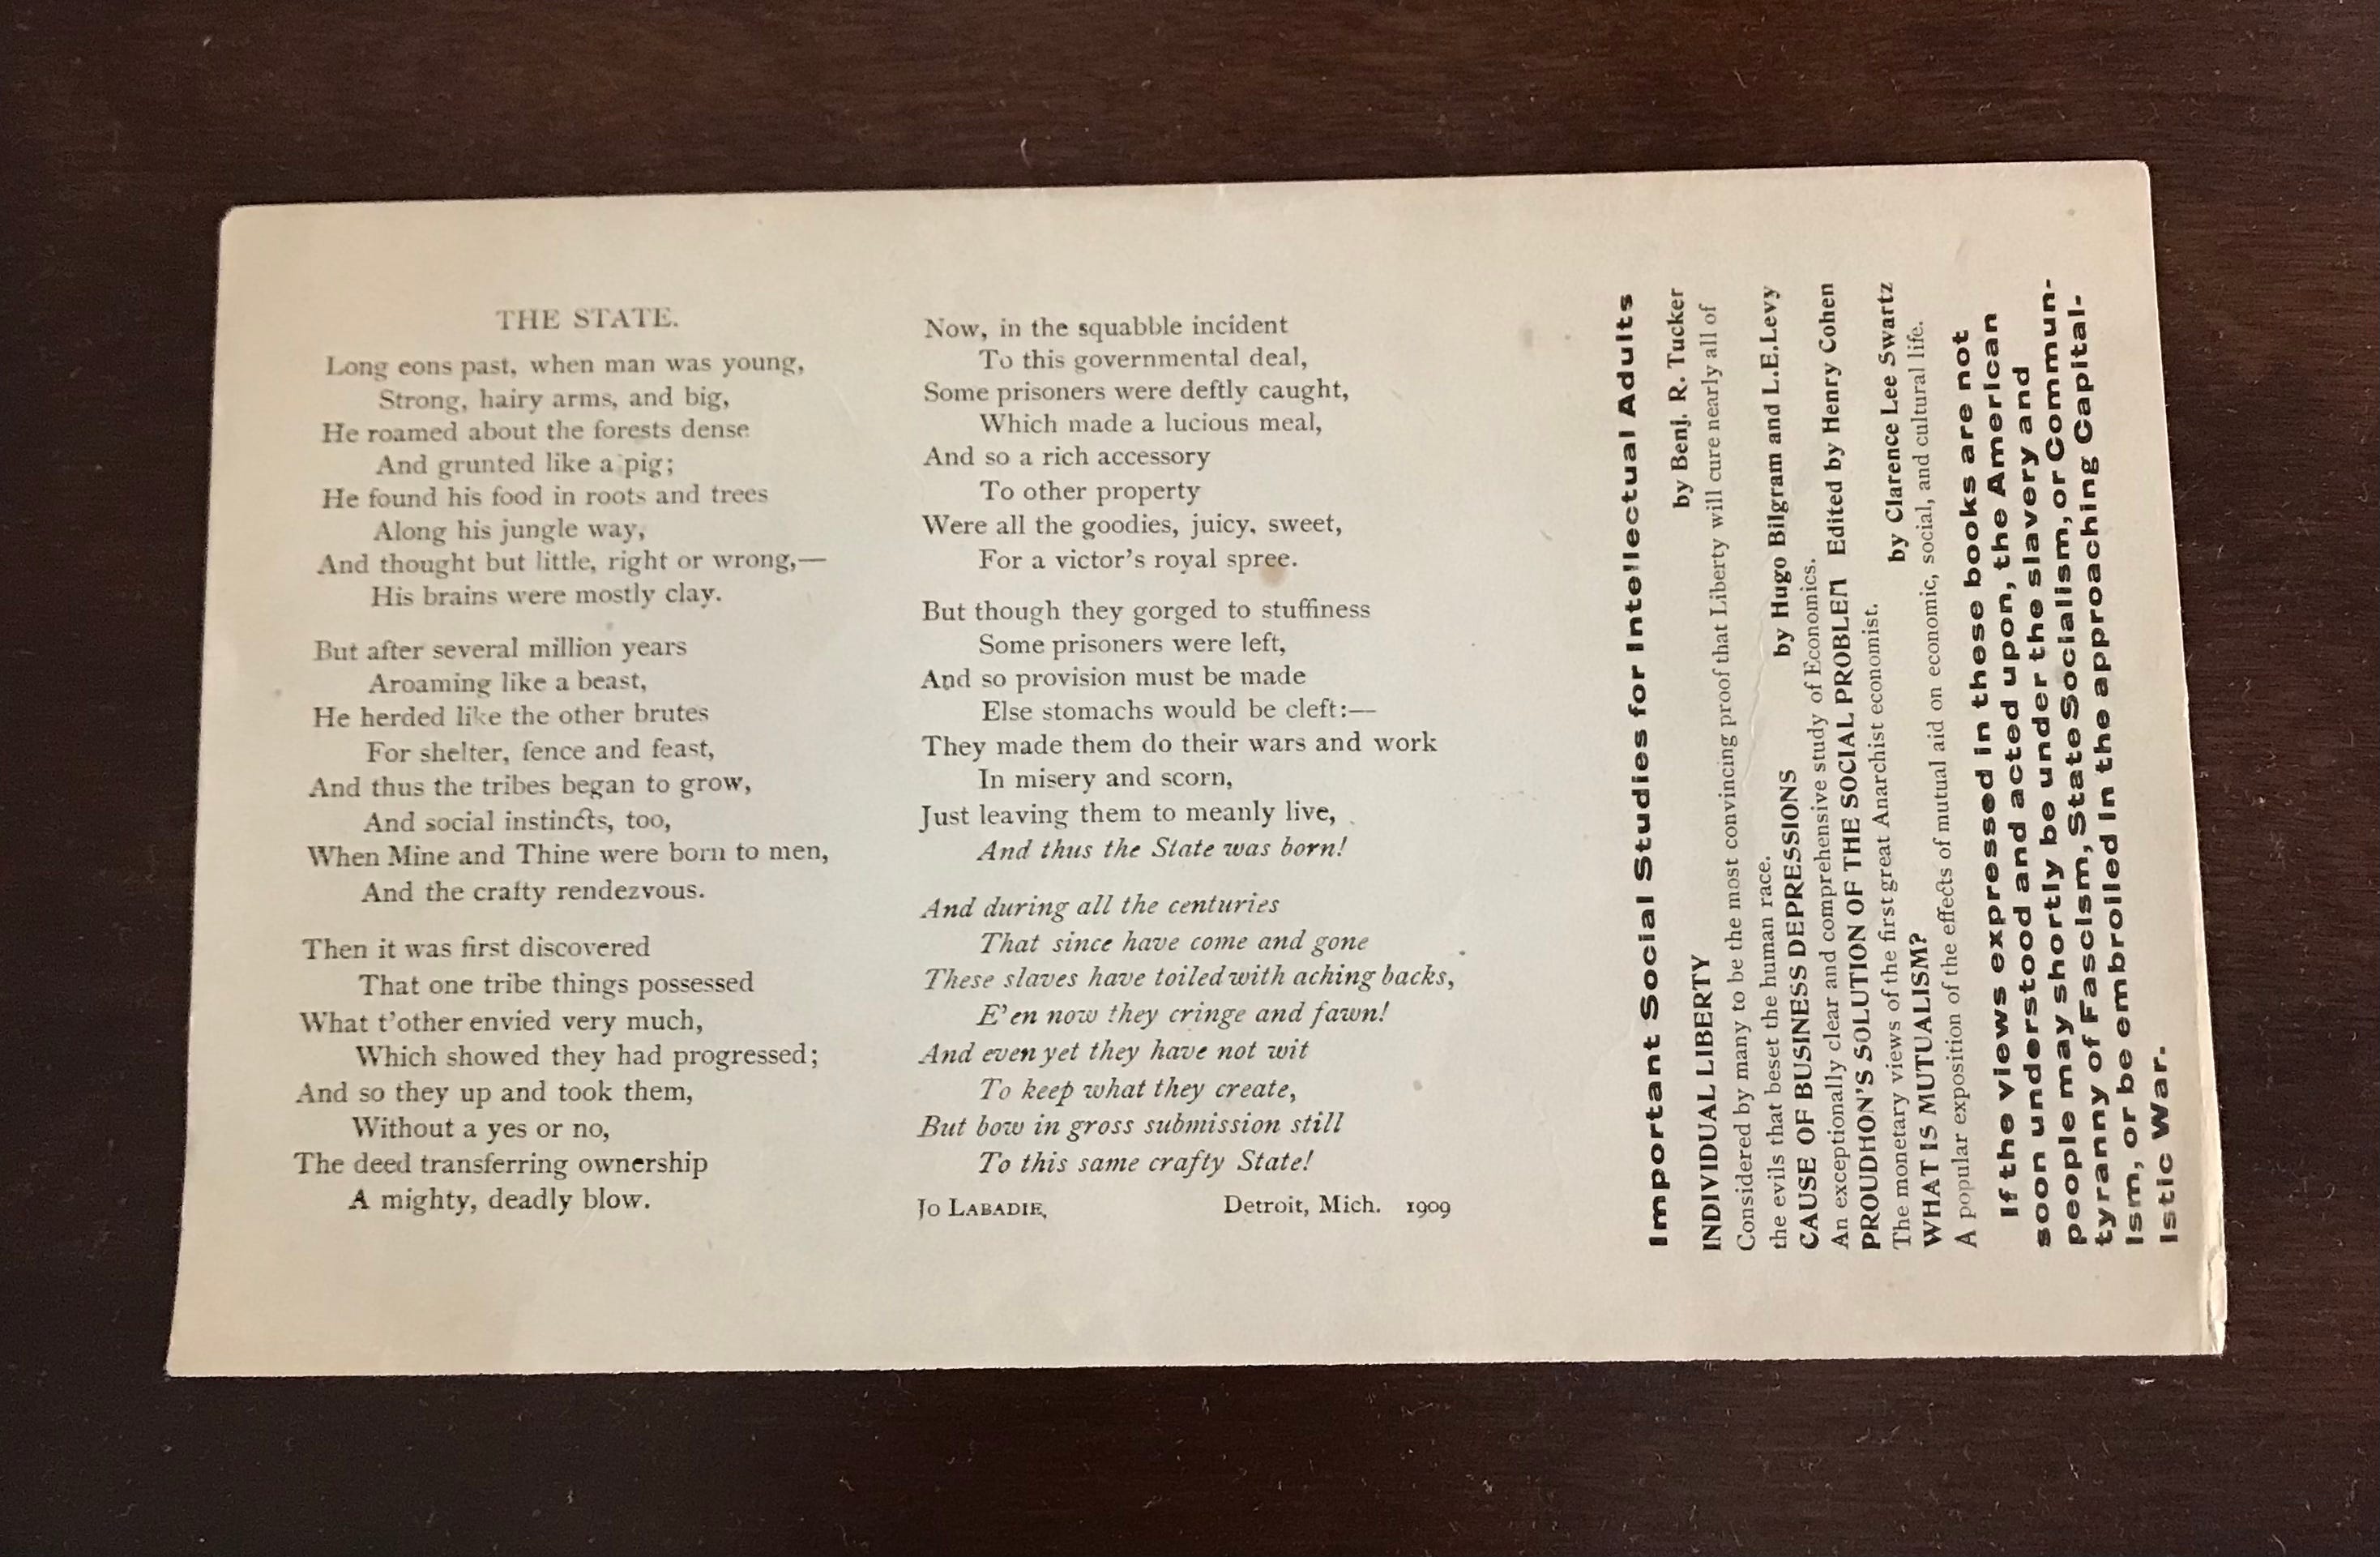 THE STATE.
Long eons past, when man was young,
Strong, hairy arms, and big,
He roamed about the forests dense
And grunted like a pig;
He found his food in roots and trees
Along his jungle way,
And thought but little, right or wrong,—
His brains were mostly clay.
But after several million years
Aroaming like a beast,
He herded like the other brutes
For shelter, fence and feast,
And thus the tribes began to grow,
And social instincts, too,
When Mine and Thine were born to men,
And the crafty rendezvous.
Then it was first discovered
That one tribe things possessed
What t'other envied very much,
Which showed they had progressed;
And so they up and took them,
Without a yes or no,
The deed transferring ownership
A mighty, deadly blow.
Now, in the squabble incident
To this governmental deal,
Some prisoners were deftly caught,
Which made a lucious meal,
And so a rich accessory
To other property
Were all the goodies, juicy, sweet,
For a victor's royal spree.
But though they gorged to stuffiness
Some prisoners were left,
And so provision must be made
Else stomachs would be cleft:—
They made them do their wars and work
In misery and scorn,
Just leaving them to meanly live,
And thus the State was born!
And during all the centuries
That since have come and gone
These slaves have toiled with aching backs,
E'en now they cringe and fawn!
And even yet they have not wit
To keep what they create,
But bow in gross submission still
To this same crafty State!
Jo Labadie, Detroit, Mich. 1909
Important Social Studies for Intellectual Adults
INDIVIDUAL LIBERTY by Benj. R. Tucker
Considered by many to be the most convincing proof that Liberty will cure nearly all of
the evils that beset the human race.
CAUSE OF BUSINESS DEPRESSIONS by Hugo Bilgram and L.E.Levy
An exceptionally clear and comprehensive study of Economics.
PROUDHON'S SOLUTION OF THE SOCIAL PROBLEM Edited by Henry Cohen
The monetary views of the first great Anarchist economist.
WHAT IS MUTUALISM? by Clarence Lee Swartz
A popular exposition of the effects of mutual aid on economic, social, and cultural life.
If the views expressed in these books are not
soon understood and acted upon, the American
people may shortly be under the slavery and
tyranny of Fascism, State Socialism, or Commun-
ism, or be embroiled in the approaching Capital-
istic War.